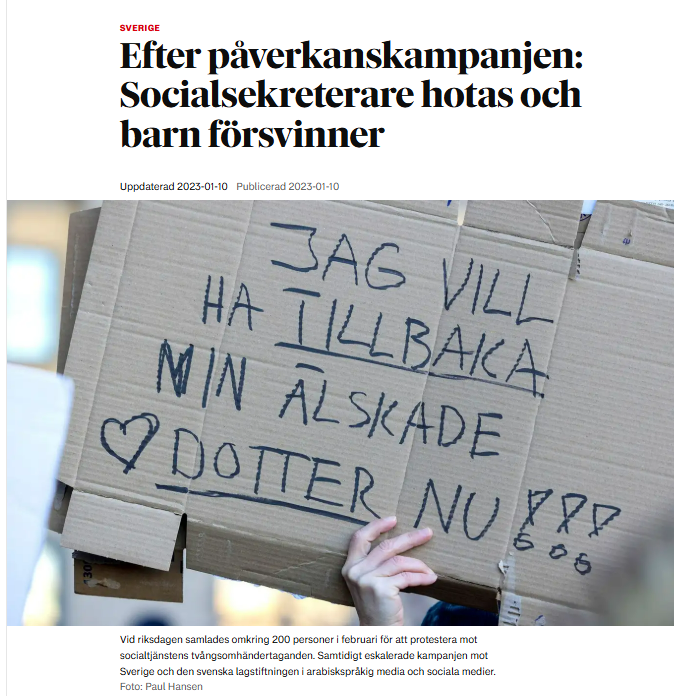 SVERIGE
Efter påverkanskampanjen:
Socialsekreterare hotas och
barn försvinner
Uppdaterad 2023-01-10 Publicerad 2023-01-10
JAG VILL
HA TILLBAKA
MIN ÄLSKADE
♡ DOTTER NU!!!
Vid riksdagen samlades omkring 200 personer i februari för att protestera mot
socialtjänstens tvångsomhändertaganden. Samtidigt eskalerade kampanjen mot
Sverige och den svenska lagstiftningen i arabiskspråkig media och sociala medier.
Foto: Paul Hansen